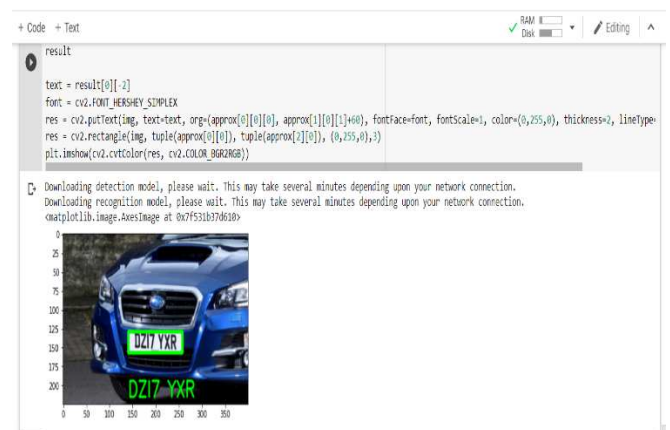 + Code + Text
RAM
Disk
Editing
result
text = result[0][-2]
font = cv2.FONT_HERSHEY_SIMPLEX
res = cv2.putText(img, text=text, org=(approx[0][0][0], approx[1][0][1]+60), fontFace=font, fontScale=1, color=(0,255,0), thickness=2, lineType=
res = cv2.rectangle(img, tuple(approx[0][0]), tuple(approx[2][0]), (0,255,0),3)
plt.imshow(cv2.cvtColor(res, cv2.COLOR_BGR2RGB))
Downloading detection model, please wait. This may take several minutes depending upon your network connection.
Downloading recognition model, please wait. This may take several minutes depending upon your network connection.
<matplotlib.image.AxesImage at 0x7f531b37d610>
0
25
50
75
100
125
150
175
200
DZ17 YXR
DZ17 YXR
0 50 100 150 200 250 300 350